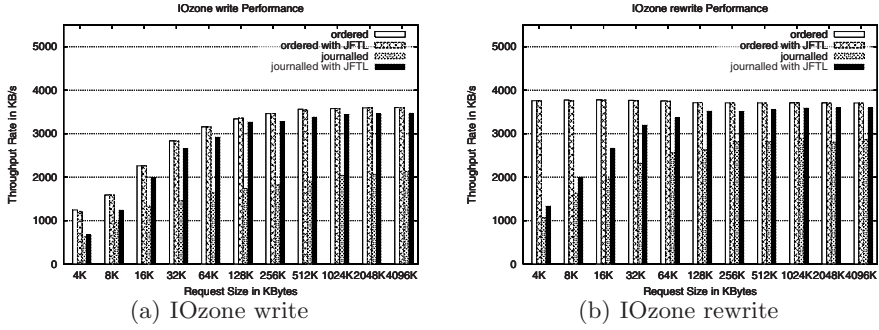 IOzone write Performance
5000
4000
3000
2000
1000
0
Throughput Rate in KB/s
ordered
ordered with JFTL
journalled
journalled with JFTL
4K 8K 16K 32K 64K 128K 256K 512K 1024K 2048K 4096K
Request Size in KBytes
(a) IOzone write
IOzone rewrite Performance
5000
4000
3000
2000
1000
0
Throughput Rate in KB/s
ordered
ordered with JFTL
journalled
journalled with JFTL
4K 8K 16K 32K 64K 128K 256K 512K 1024K 2048K 4096K
Request Size in KBytes
(b) IOzone rewrite